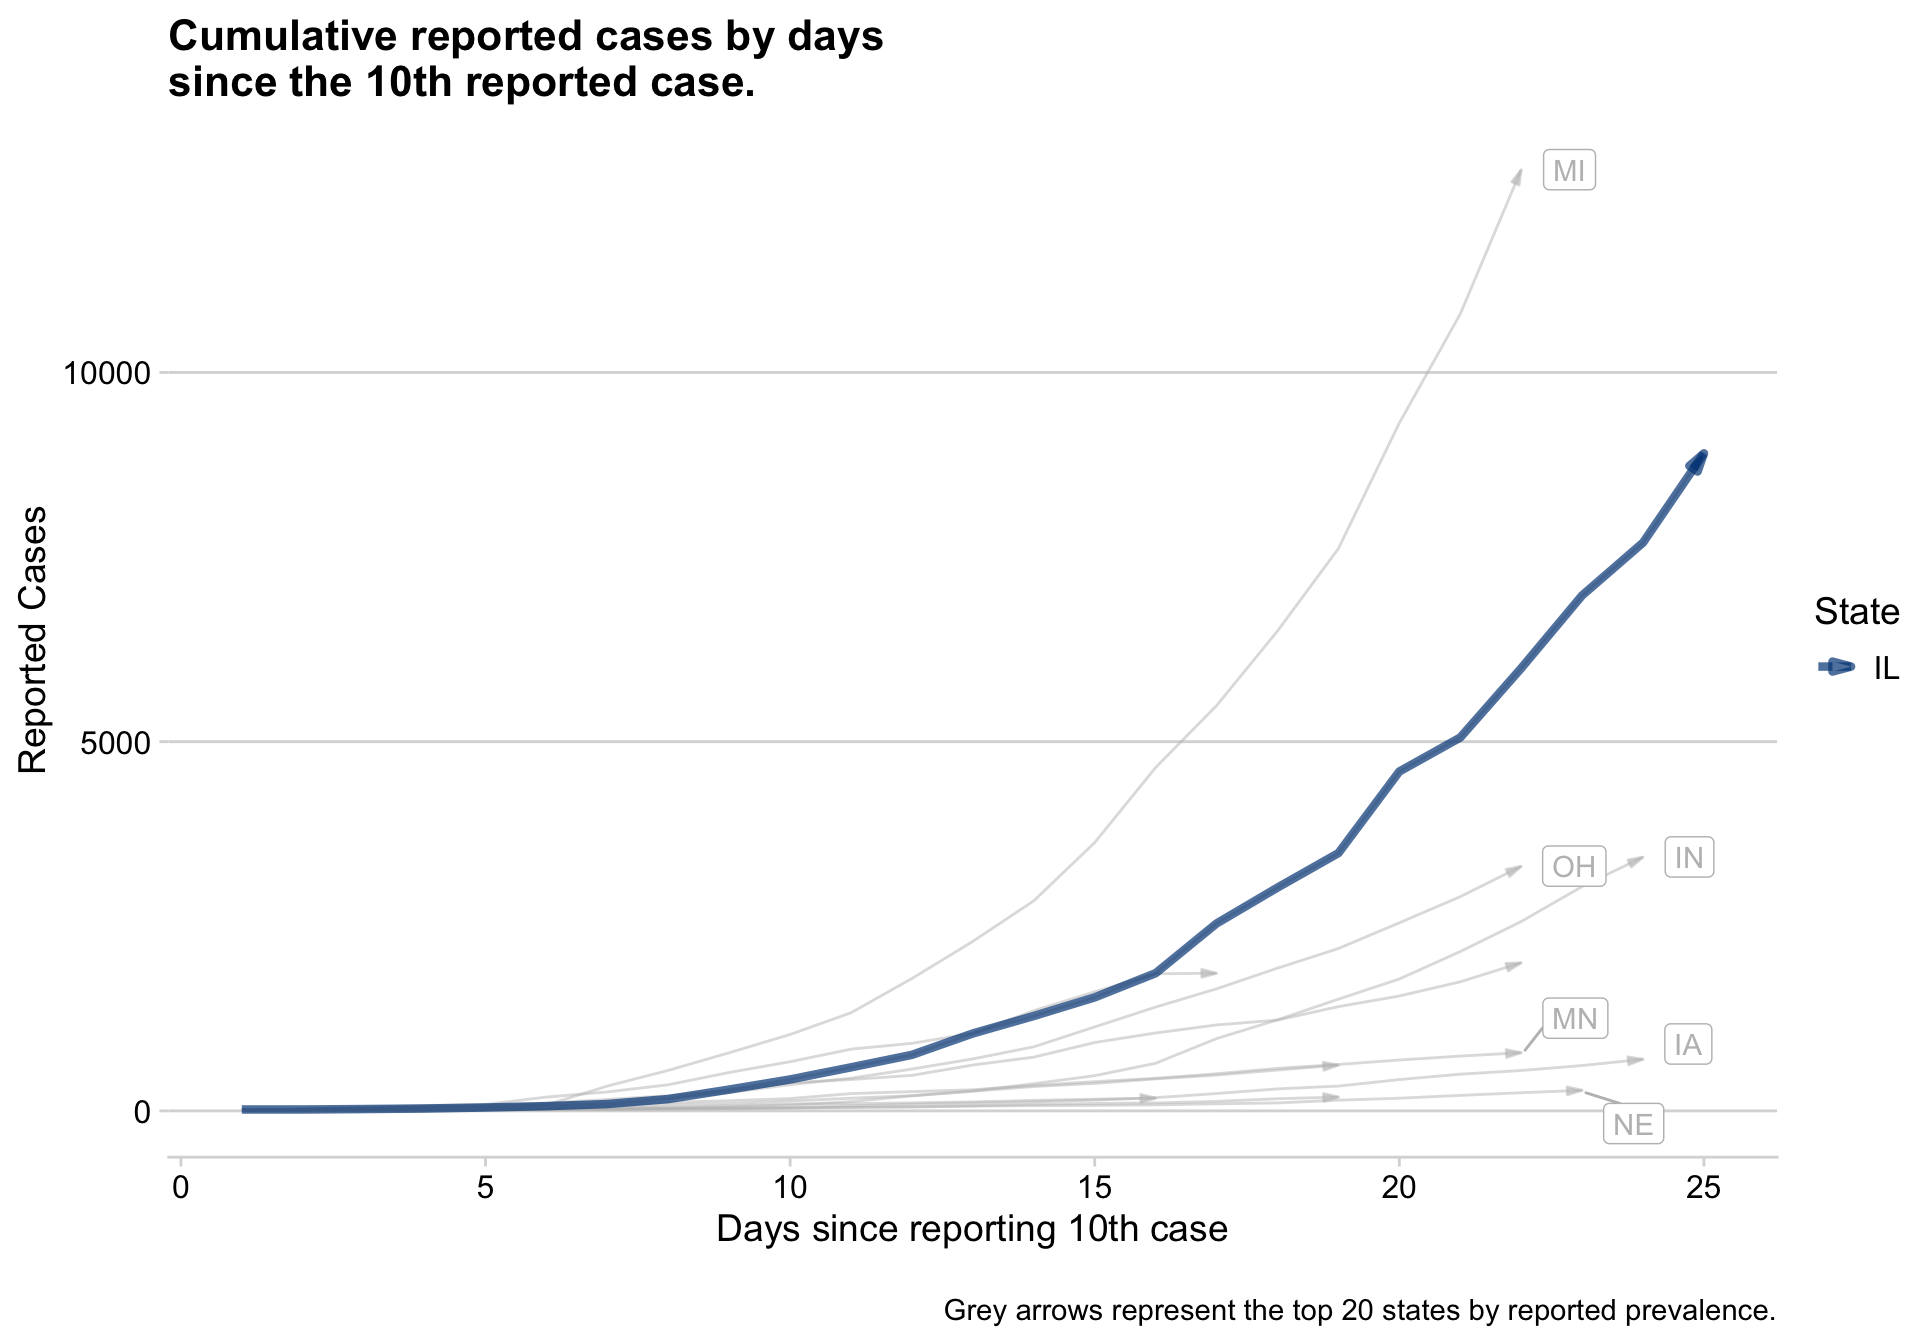 Cumulative reported cases by days
since the 10th reported case.
MI
10000
Reported Cases
State
IL
5000
OH
IN
MN
IA
0
NE
0 5 10 15 20 25
Days since reporting 10th case
Grey arrows represent the top 20 states by reported prevalence.